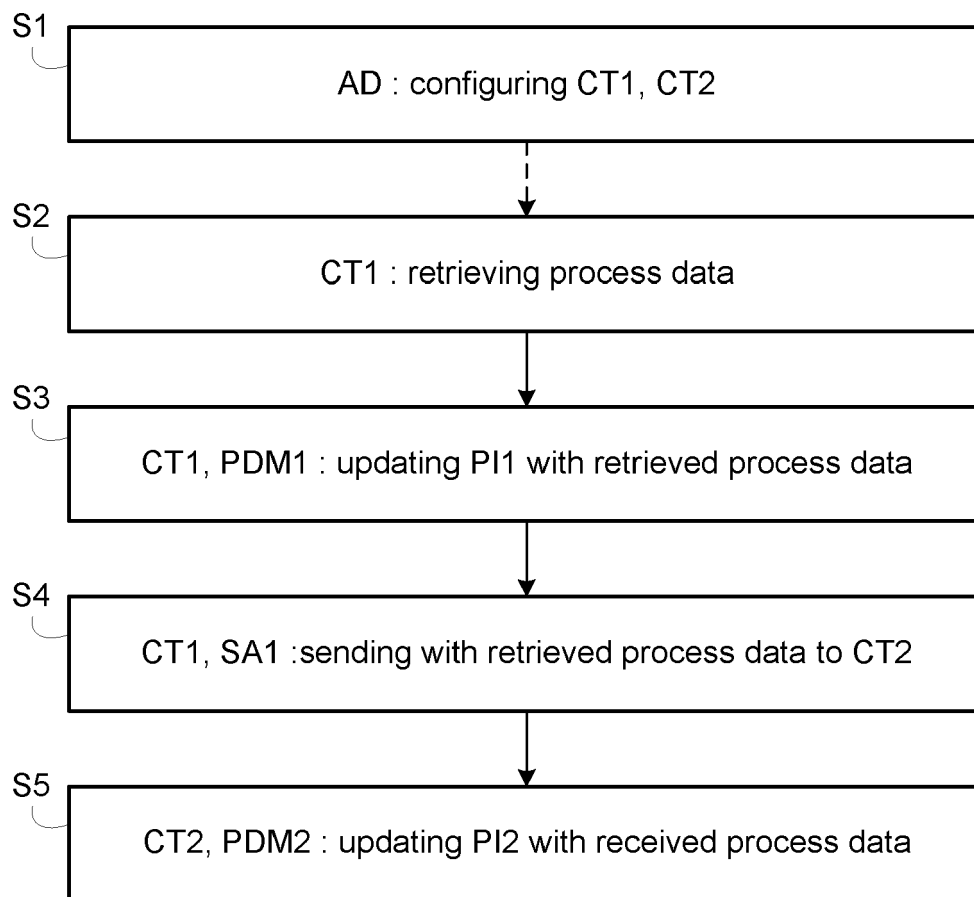 S1
AD : configuring CT1, CT2
S2
CT1 : retrieving process data
S3
CT1, PDM1 : updating PI1 with retrieved process data
S4
CT1, SA1 :sending with retrieved process data to CT2
S5
CT2, PDM2 : updating PI2 with received process data